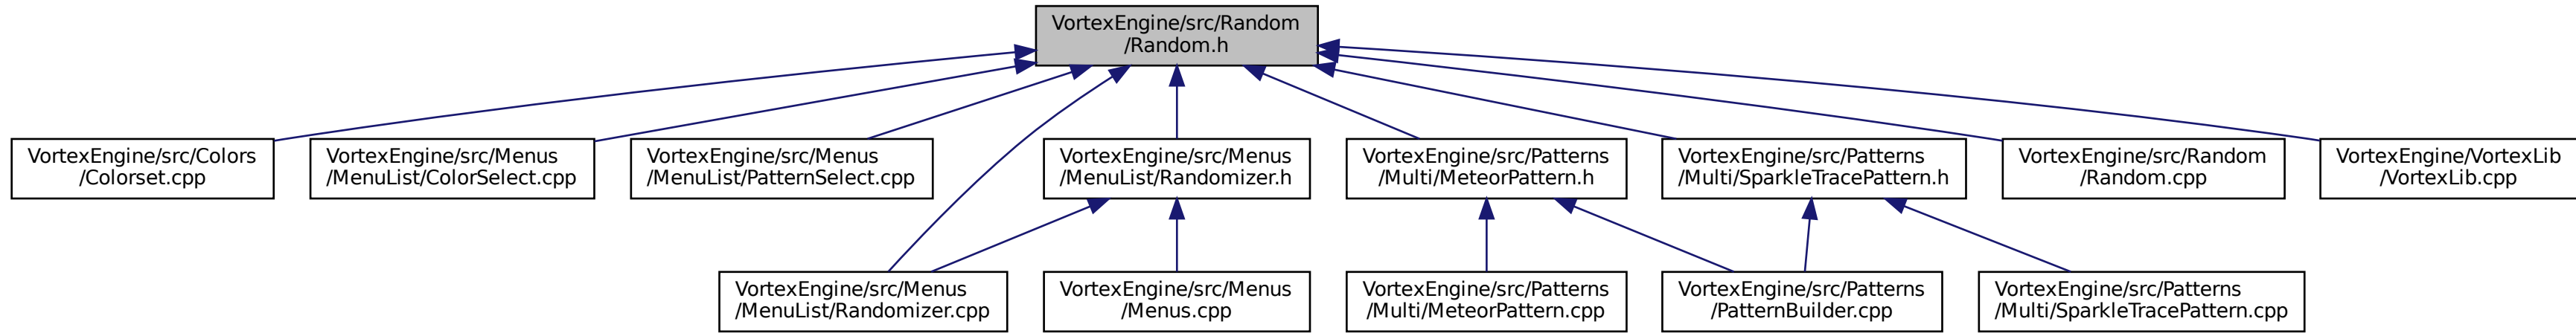 VortexEngine/src/Random
/Random.h
VortexEngine/src/Colors
/Colorset.cpp
VortexEngine/src/Menus
/MenuList/ColorSelect.cpp
VortexEngine/src/Menus
/MenuList/PatternSelect.cpp
VortexEngine/src/Menus
/MenuList/Randomizer.h
VortexEngine/src/Patterns
/Multi/MeteorPattern.h
VortexEngine/src/Patterns
/Multi/SparkleTracePattern.h
VortexEngine/src/Random
/Random.cpp
VortexEngine/VortexLib
/VortexLib.cpp
VortexEngine/src/Menus
/MenuList/Randomizer.cpp
VortexEngine/src/Menus
/Menus.cpp
VortexEngine/src/Patterns
/Multi/MeteorPattern.cpp
VortexEngine/src/Patterns
/PatternBuilder.cpp
VortexEngine/src/Patterns
/Multi/SparkleTracePattern.cpp